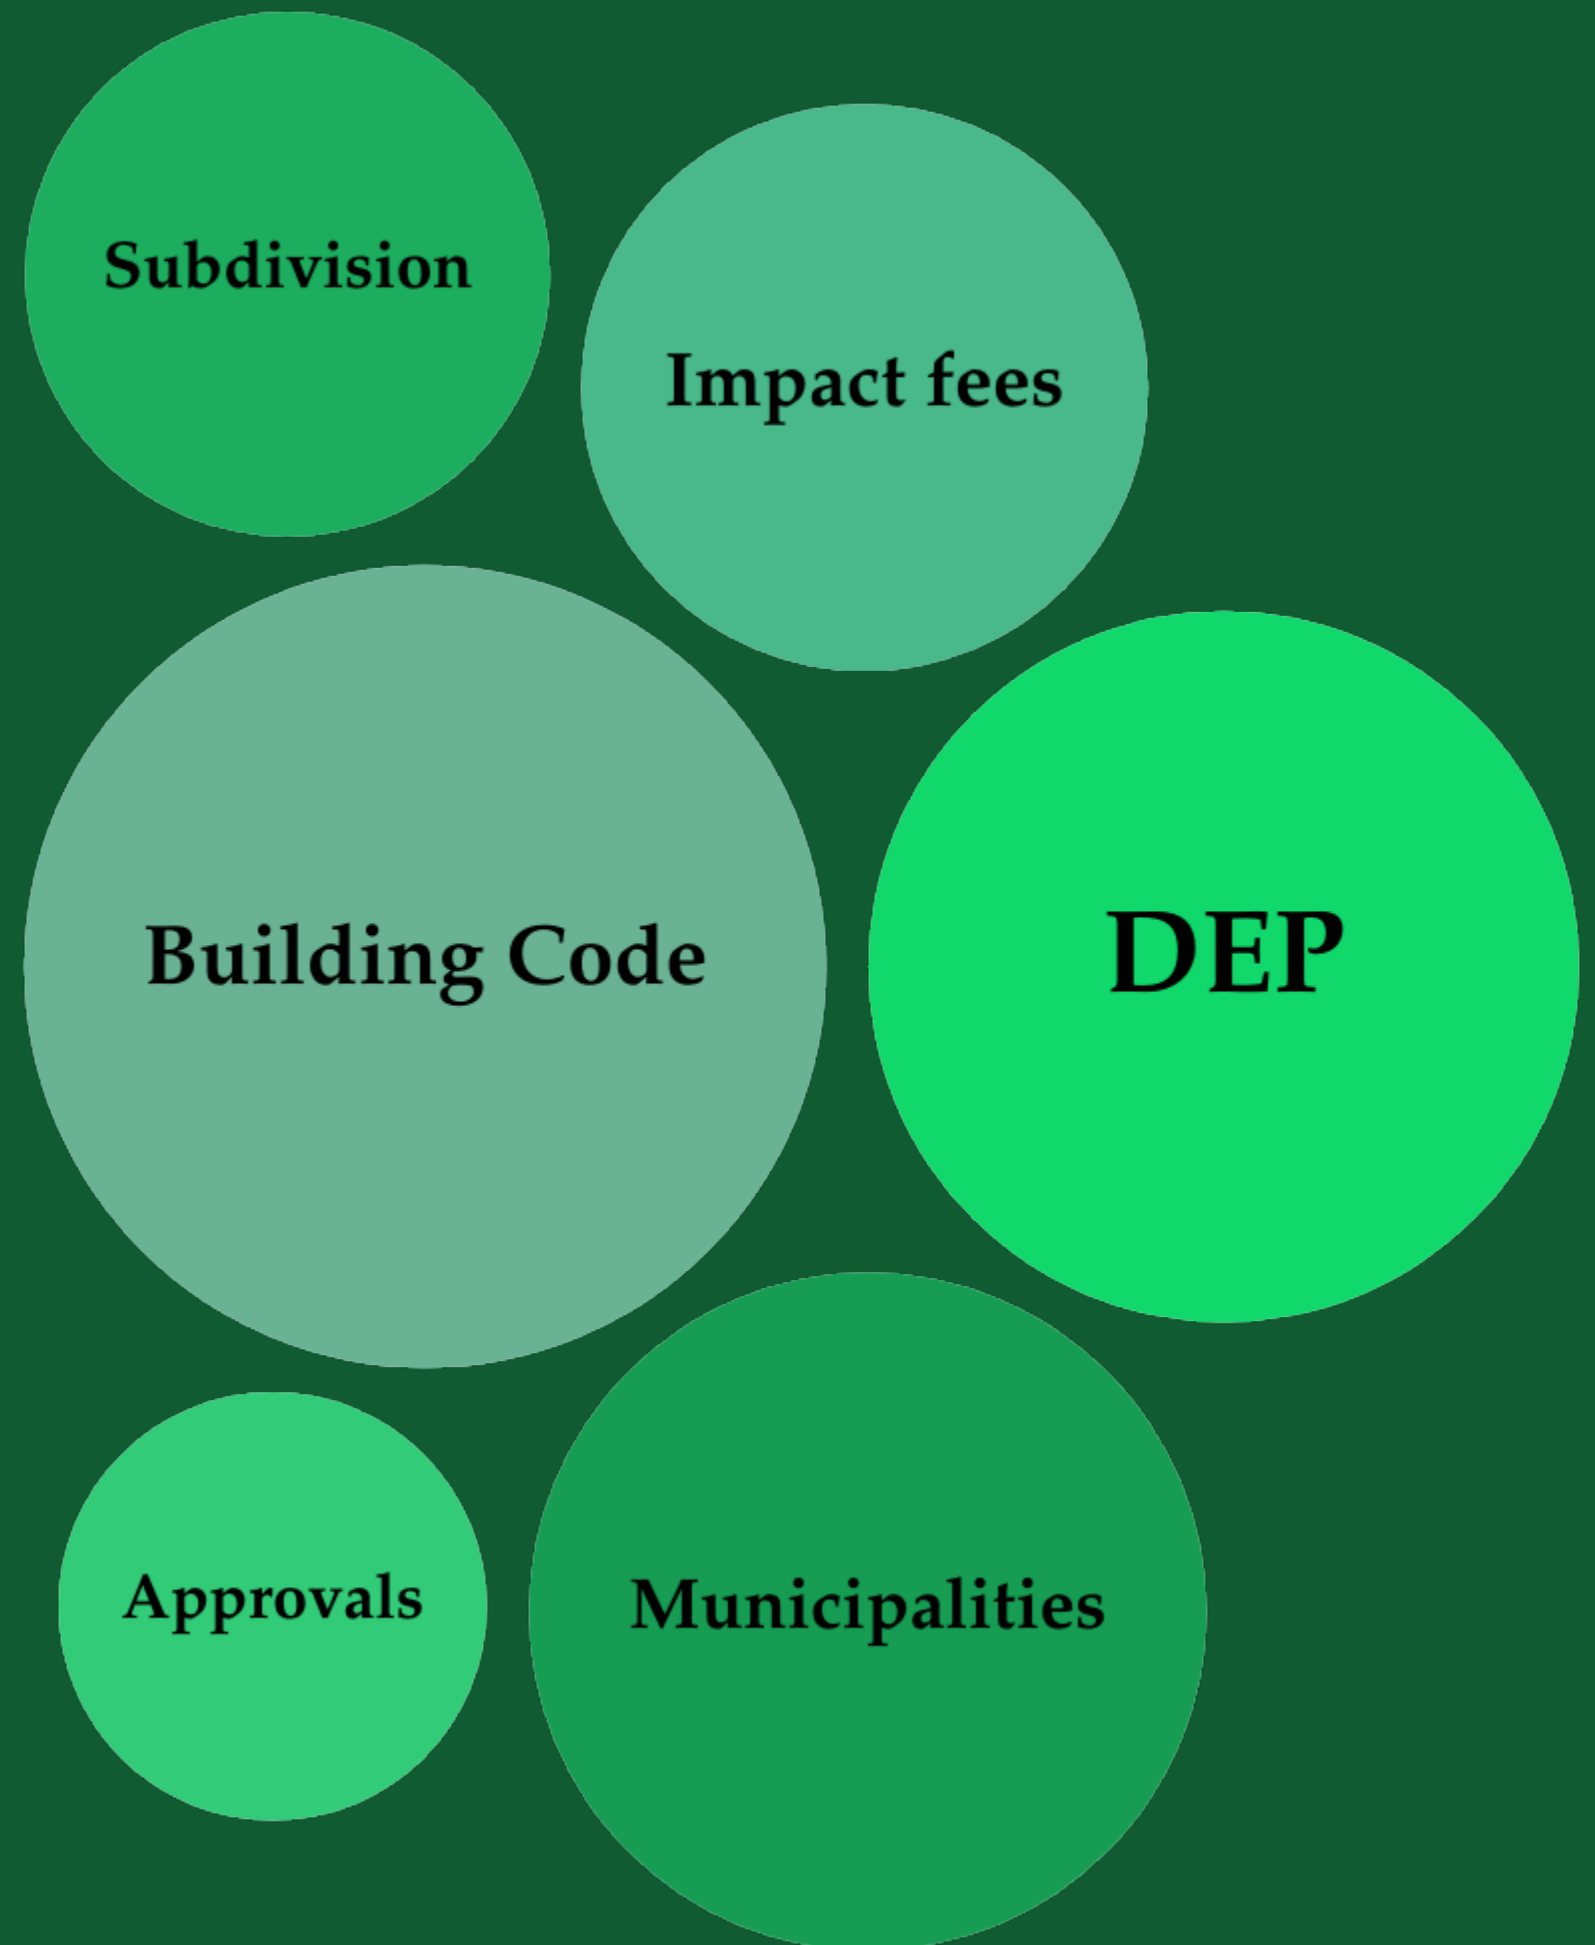 Subdivision
Impact fees
Building Code
DEP
Approvals
Municipalities